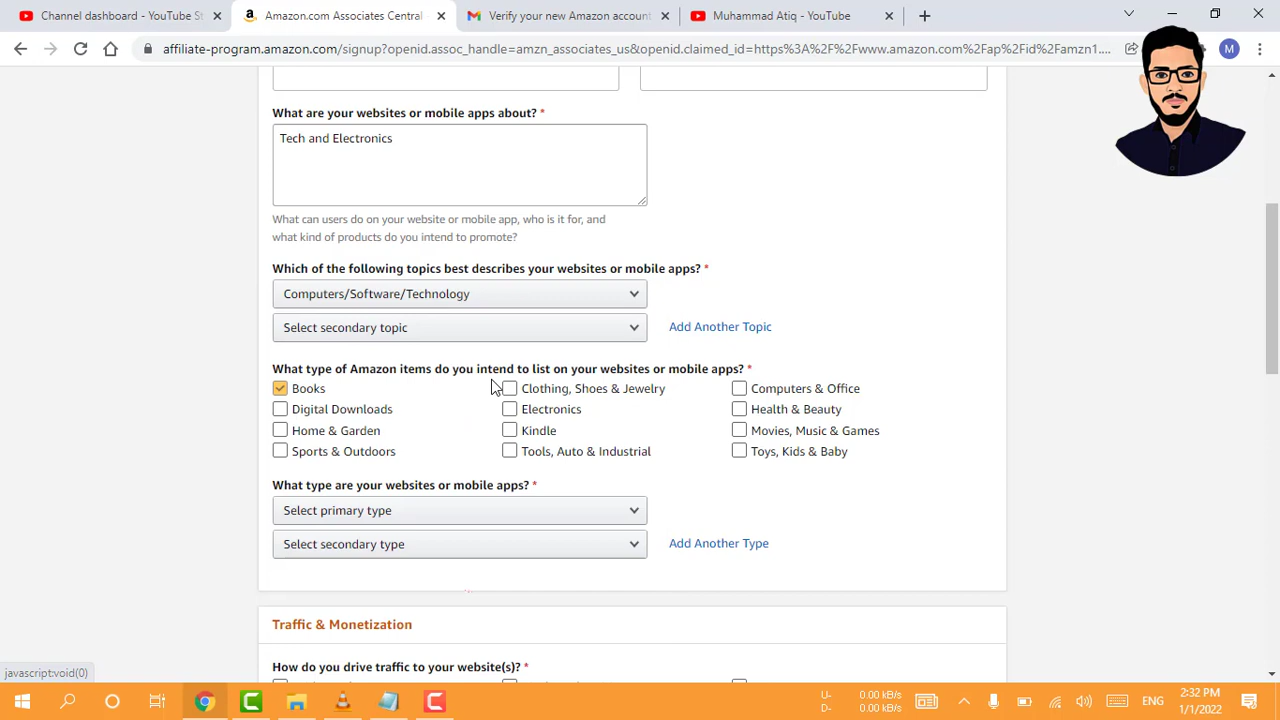 Channel dashboard - YouTube St
Amazon.com Associates Central -
Verify your new Amazon account
Muhammad Atiq - YouTube
affiliate-program.amazon.com/signup?openid.assoc_handle=amzn_associates_us&openid.claimed_id=https%3A%2F%2Fwww.amazon.com%2Fap%2Fid%2Famzn1....
M
What are your websites or mobile apps about? *
Tech and Electronics
What can users do on your website or mobile app, who is it for, and
what kind of products do you intend to promote?
Which of the following topics best describes your websites or mobile apps? *
Computers/Software/Technology
Select secondary topic
Add Another Topic
What type of Amazon items do you intend to list on your websites or mobile apps? *
Books
Clothing, Shoes & Jewelry
Computers & Office
Digital Downloads
Electronics
Health & Beauty
Home & Garden
Kindle
Movies, Music & Games
Sports & Outdoors
Tools, Auto & Industrial
Toys, Kids & Baby
What type are your websites or mobile apps? *
Select primary type
Select secondary type
Add Another Type
Traffic & Monetization
How do you drive traffic to your website(s)? *
javascript:void(0)
U- 0.00 kB/s
D- 0.00 kB/s
ENG
2:32 PM
1/1/2022